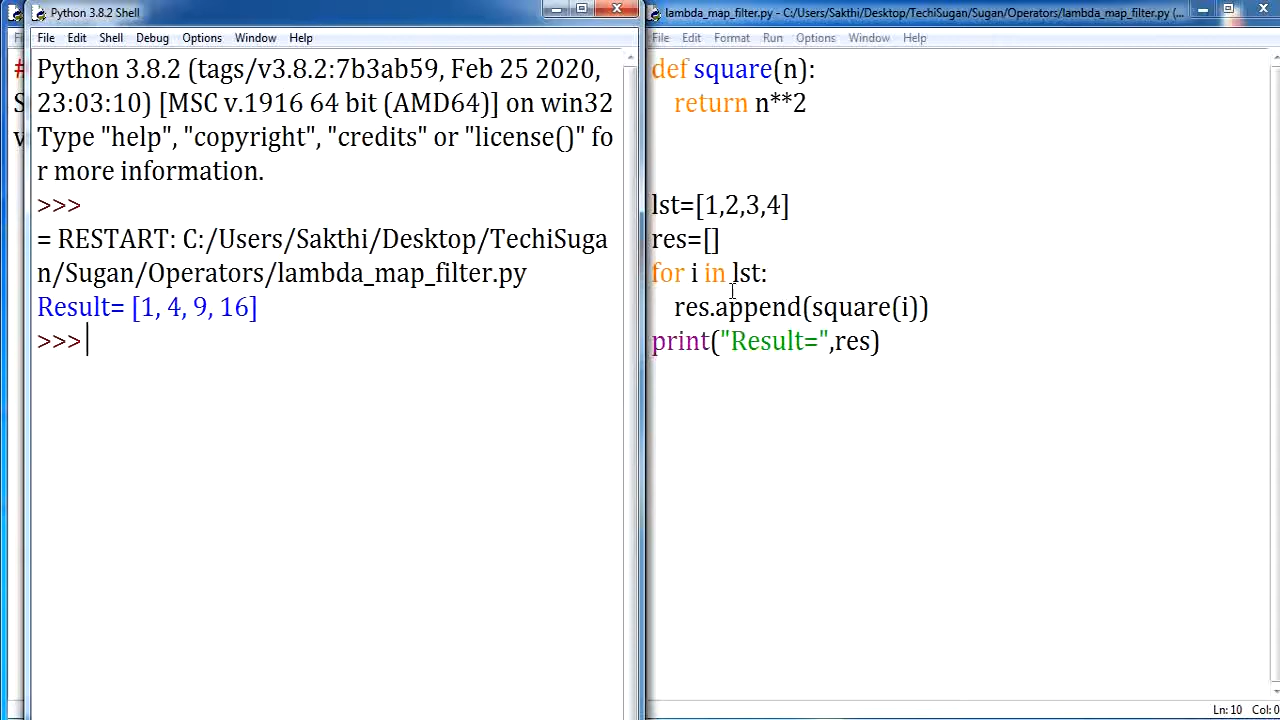 Python 3.8.2 Shell
File Edit Shell Debug Options Window Help
Python 3.8.2 (tags/v3.8.2:7b3ab59, Feb 25 2020,
23:03:10) [MSC v.1916 64 bit (AMD64)] on win32
Type "help", "copyright", "credits" or "license()" fo
r more information.
>>>
= RESTART: C:/Users/Sakthi/Desktop/TechiSuga
n/Sugan/Operators/lambda_map_filter.py
Result= [1, 4, 9, 16]
>>>
lambda_map_filter.py - C:/Users/Sakthi/Desktop/TechiSugan/Sugan/Operators/lambda_map_filter.py (...
File Edit Format Run Options Window Help
def square(n):
    return n**2
lst=[1,2,3,4]
res=[]
for i in lst:
    res.append(square(i))
print("Result=",res)
Ln: 10 Col: 0